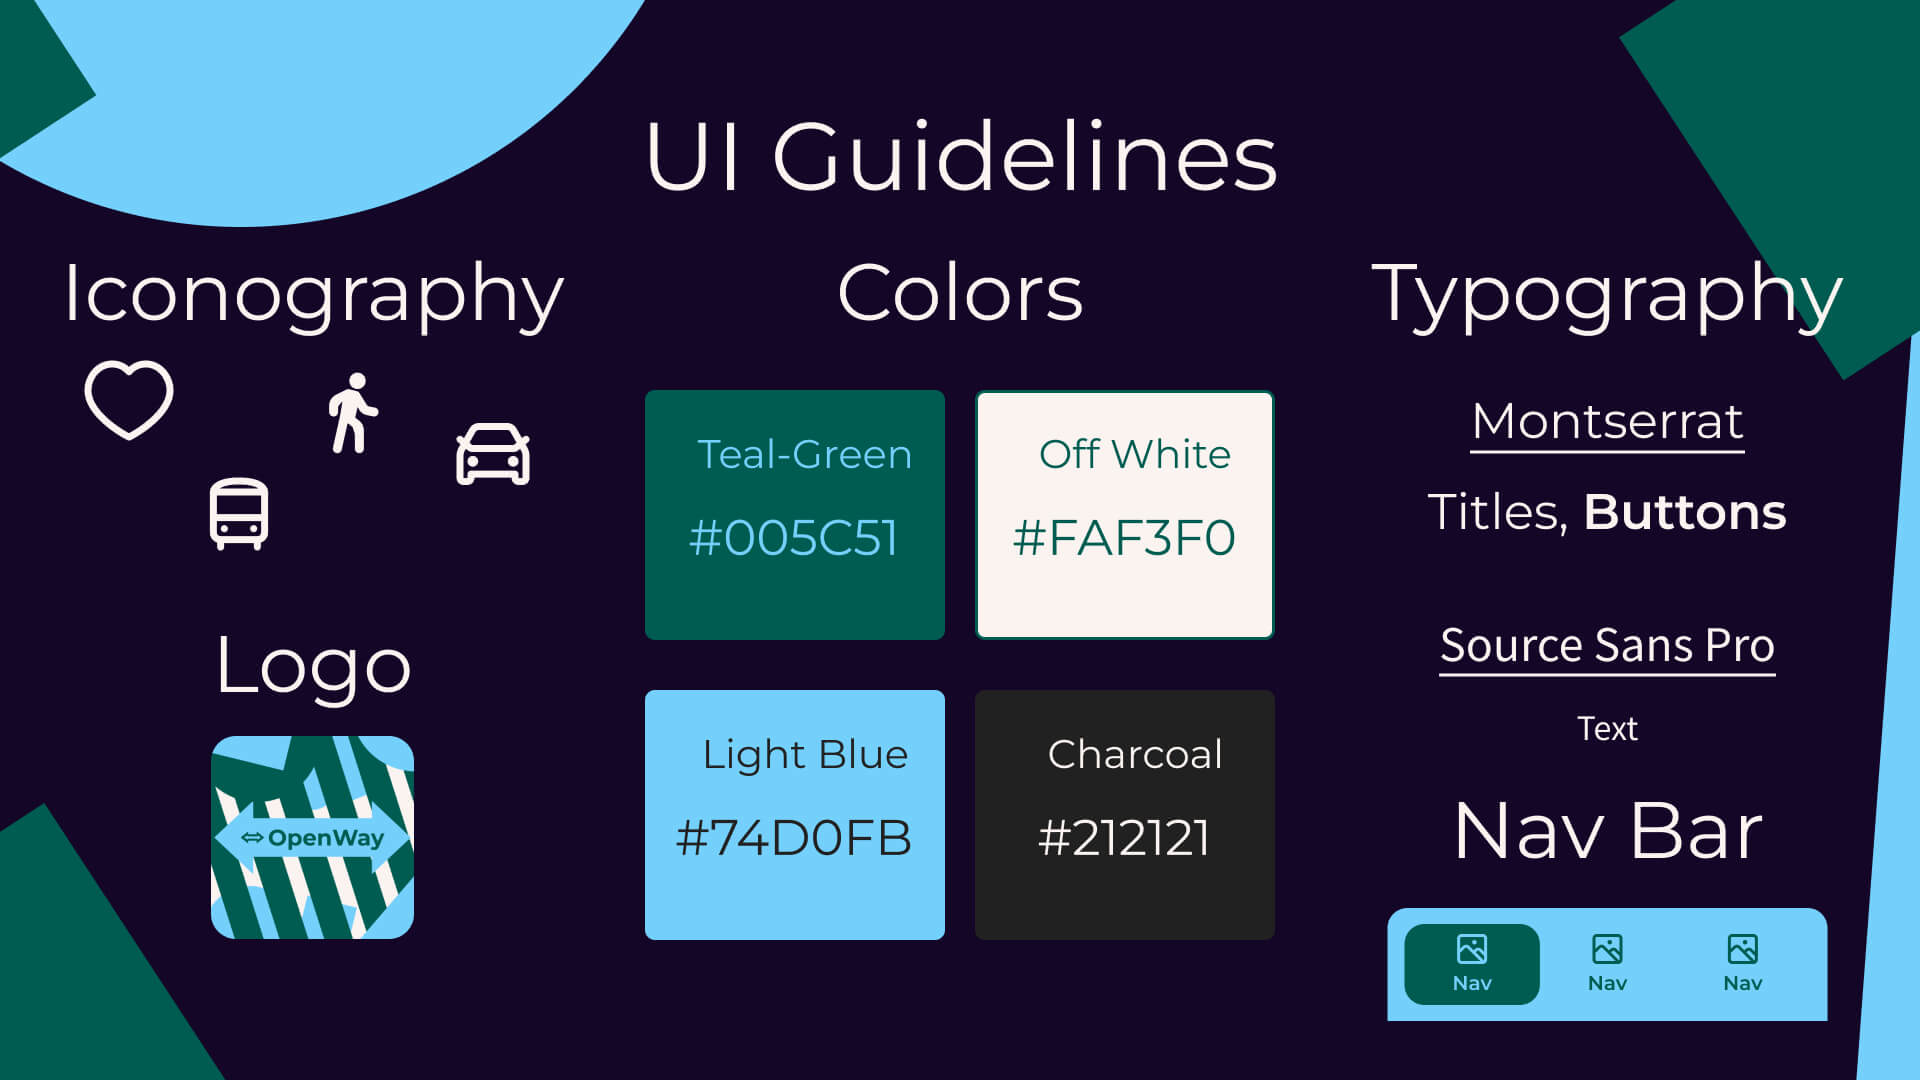 UI Guidelines
Iconography
Logo
OpenWay
Colors
Teal-Green
#005C51
Off White
#FAF3F0
Light Blue
#74D0FB
Charcoal
#212121
Typography
Montserrat
Titles, Buttons
Source Sans Pro
Text
Nav Bar
Nav
Nav
Nav